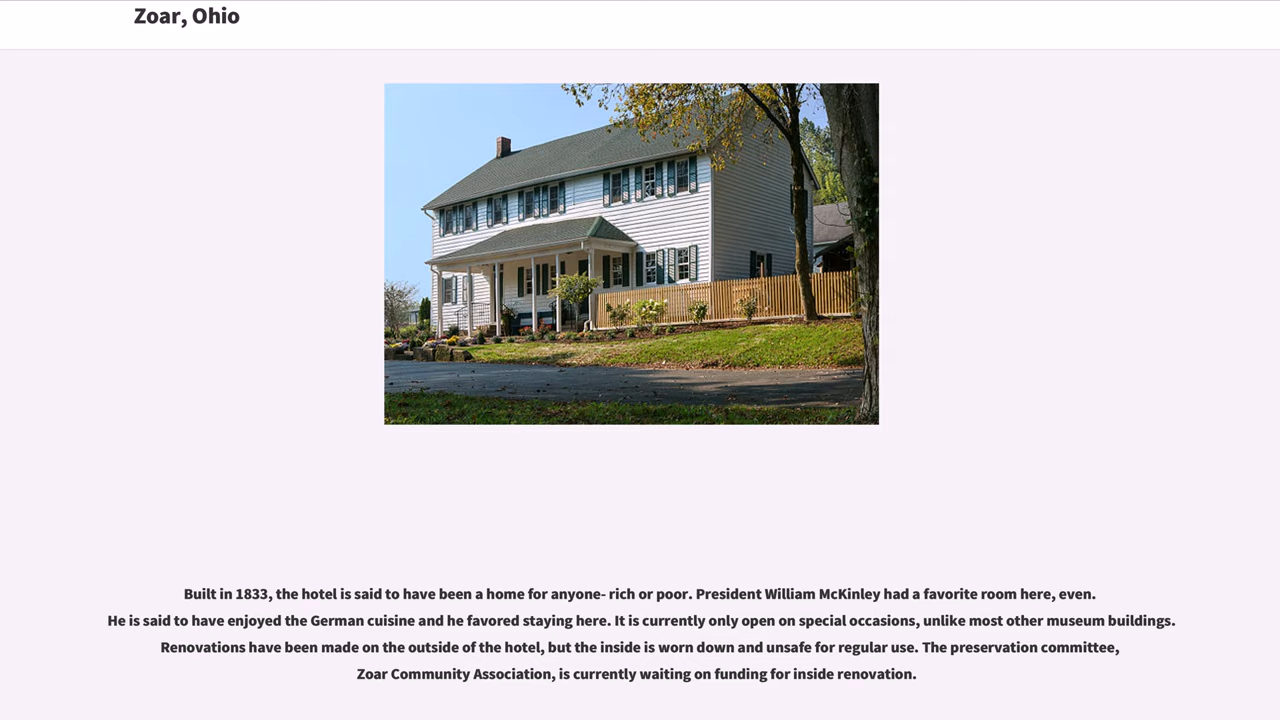 Zoar, Ohio
Built in 1833, the hotel is said to have been a home for anyone- rich or poor. President William McKinley had a favorite room here, even.
He is said to have enjoyed the German cuisine and he favored staying here. It is currently only open on special occasions, unlike most other museum buildings.
Renovations have been made on the outside of the hotel, but the inside is worn down and unsafe for regular use. The preservation committee,
Zoar Community Association, is currently waiting on funding for inside renovation.